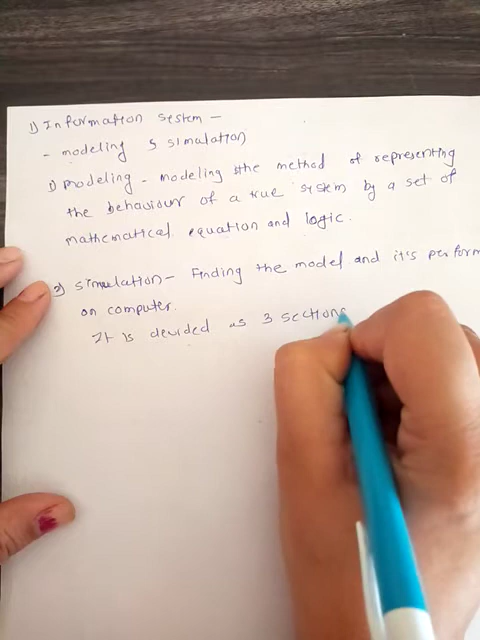 1) Information system -
- modeling & simulation
1) modeling - modeling is the method of representing
the behaviour of a true system by a set of
mathematical equation and logic.
2) simulation - Finding the model and it's perform
on computer.
It is devided as 3 sections